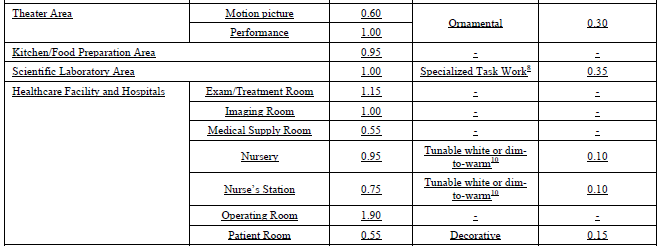 Theater Area Motion picture 0.60 Ornamental 0.30
Performance 1.00
Kitchen/Food Preparation Area 0.95 - -
Scientific Laboratory Area 1.00 Specialized Task Work8 0.35
Healthcare Facility and Hospitals Exam/Treatment Room 1.15 - -
Imaging Room 1.00 - -
Medical Supply Room 0.55 - -
Nursery 0.95 Tunable white or dim-
to-warm10 0.10
Nurse's Station 0.75 Tunable white or dim-
to-warm10 0.10
Operating Room 1.90 - -
Patient Room 0.55 Decorative 0.15